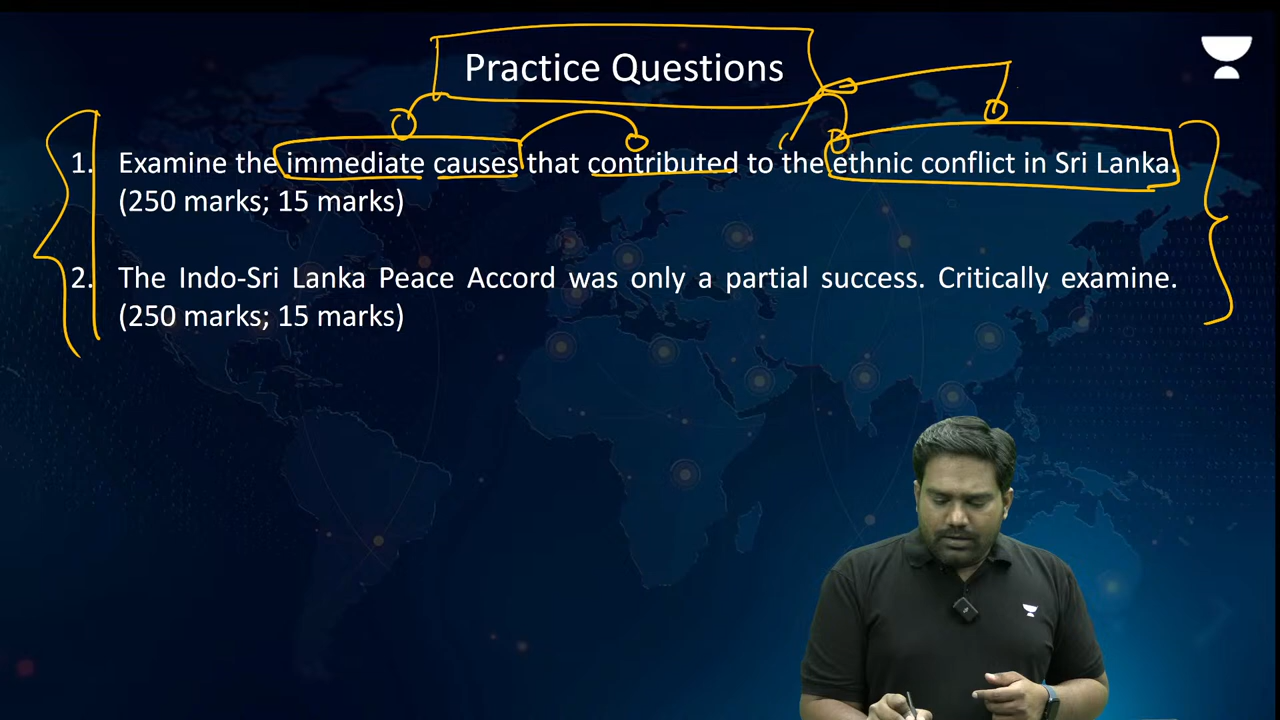 Practice Questions
1. Examine the immediate causes that contributed to the ethnic conflict in Sri Lanka.
(250 marks; 15 marks)
2. The Indo-Sri Lanka Peace Accord was only a partial success. Critically examine.
(250 marks; 15 marks)